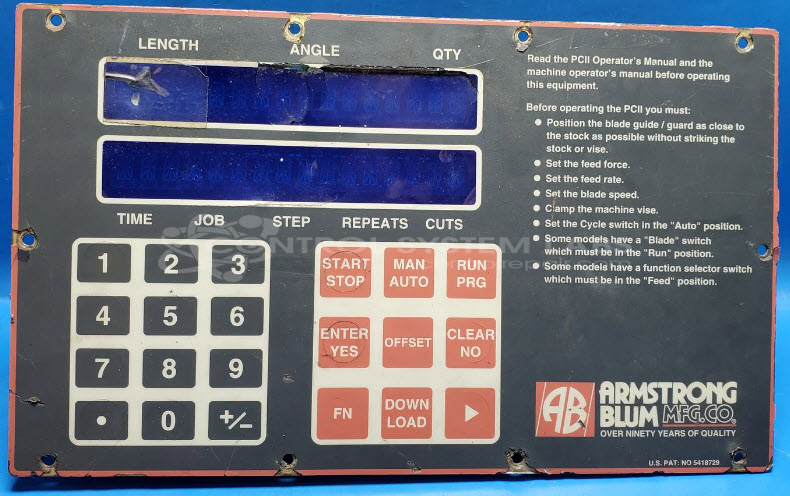 LENGTH ANGLE QTY
TIME JOB STEP REPEATS CUTS
1 2 3
4 5 6
7 8 9
• 0 +/-
START STOP
MAN AUTO
RUN PRG
ENTER YES
OFFSET
CLEAR NO
FN
DOWN LOAD
Read the PCII Operator's Manual and the
machine operator's manual before operating
this equipment.
Before operating the PCII you must:
• Position the blade guide / guard as close to
the stock as possible without striking the
stock or vise.
• Set the feed force.
• Set the feed rate.
• Set the blade speed.
• Clamp the machine vise.
• Set the Cycle switch in the "Auto" position.
• Some models have a "Blade" switch
which must be in the "Run" position.
• Some models have a function selector switch
which must be in the "Feed" position.
AB
ARMSTRONG
BLUM MFG.CO.®
OVER NINETY YEARS OF QUALITY
U.S. PAT: NO 5418729